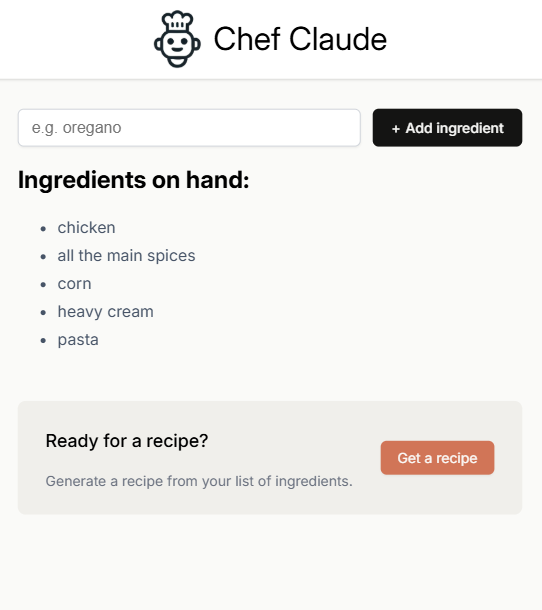 Chef Claude
e.g. oregano
+ Add ingredient
Ingredients on hand:
• chicken
• all the main spices
• corn
• heavy cream
• pasta
Ready for a recipe?
Generate a recipe from your list of ingredients.
Get a recipe